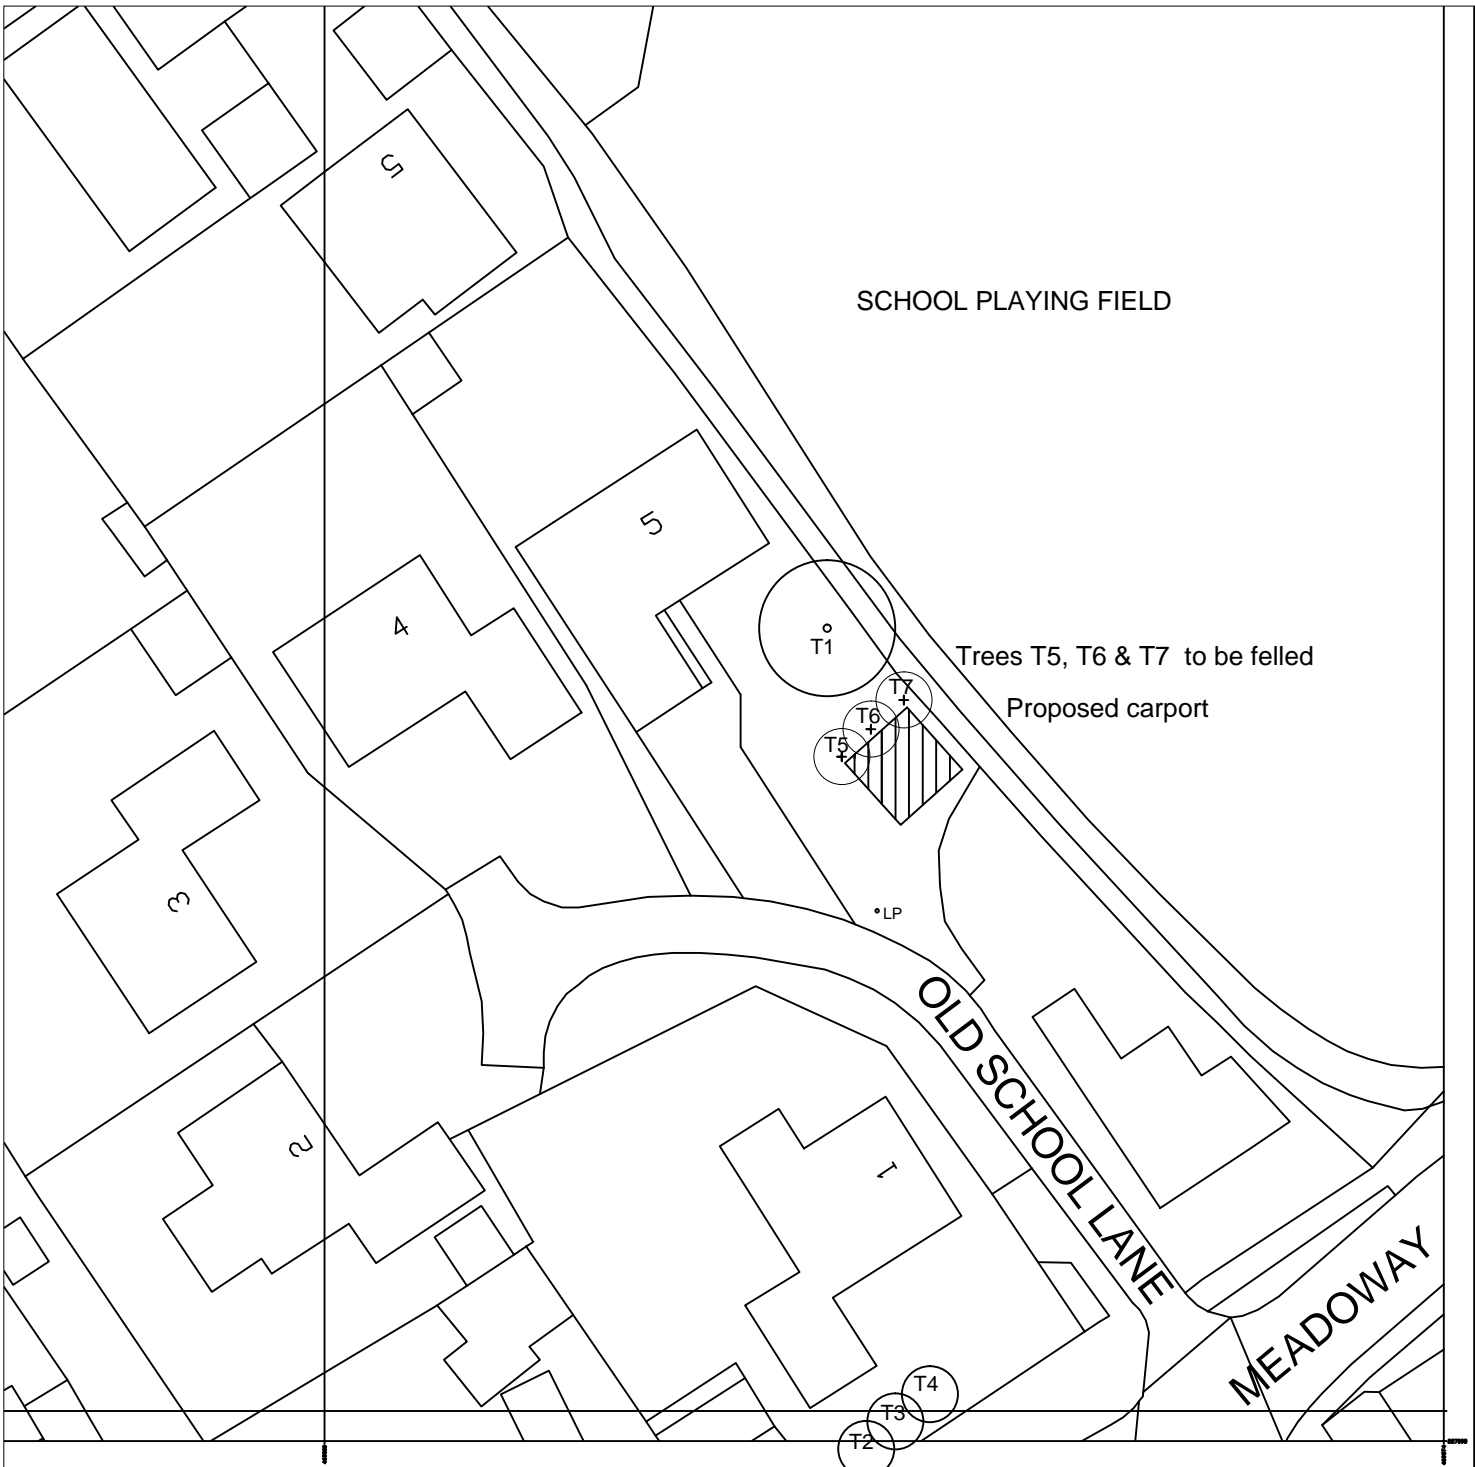 5
SCHOOL PLAYING FIELD
5
4
T1
Trees T5, T6 & T7 to be felled
T7
Proposed carport
T6
T5
3
LP
OLD SCHOOL LANE
2
1
MEADOWAY
T4
T3
T2